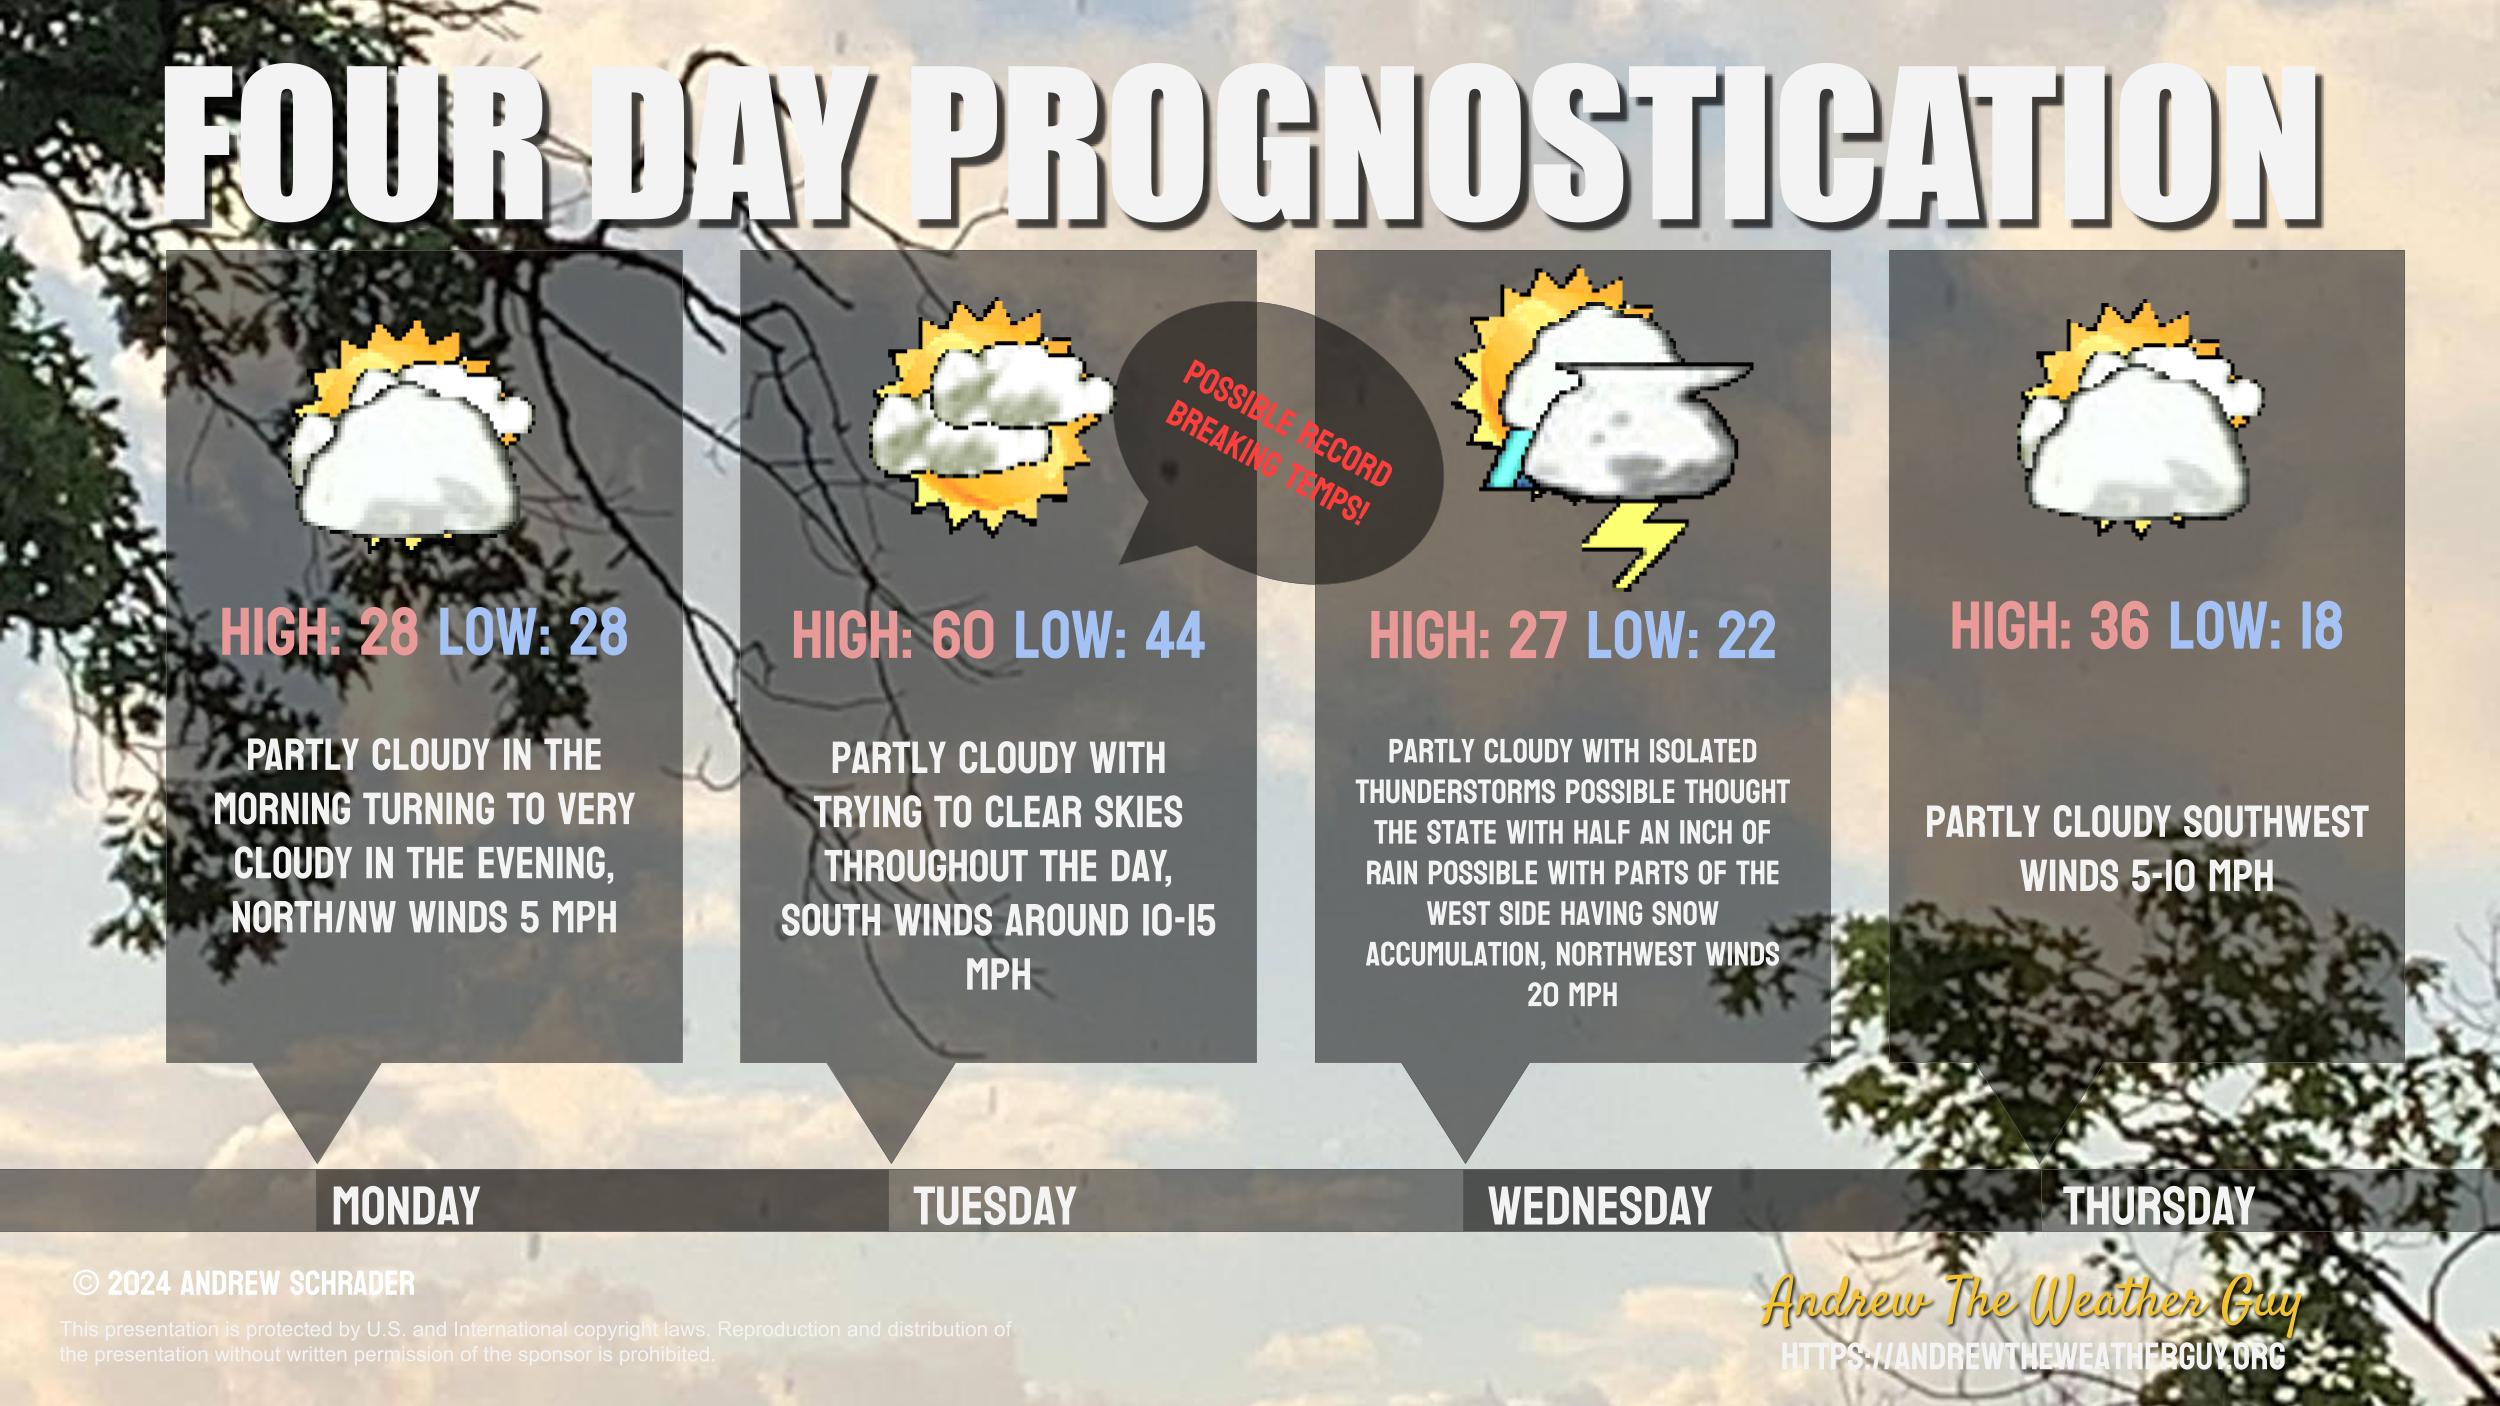 FOUR DAY PROGNOSTICATION
POSSIBLE RECORD
BREAKING TEMPS!
HIGH: 28 LOW: 28
PARTLY CLOUDY IN THE
MORNING TURNING TO VERY
CLOUDY IN THE EVENING,
NORTH/NW WINDS 5 MPH
HIGH: 60 LOW: 44
PARTLY CLOUDY WITH
TRYING TO CLEAR SKIES
THROUGHOUT THE DAY,
SOUTH WINDS AROUND 10-15
MPH
HIGH: 27 LOW: 22
PARTLY CLOUDY WITH ISOLATED
THUNDERSTORMS POSSIBLE THOUGHT
THE STATE WITH HALF AN INCH OF
RAIN POSSIBLE WITH PARTS OF THE
WEST SIDE HAVING SNOW
ACCUMULATION, NORTHWEST WINDS
20 MPH
HIGH: 36 LOW: 18
PARTLY CLOUDY SOUTHWEST
WINDS 5-10 MPH
MONDAY
TUESDAY
WEDNESDAY
THURSDAY
© 2024 ANDREW SCHRADER
This presentation is protected by U.S. and International copyright laws. Reproduction and distribution of
the presentation without written permission of the sponsor is prohibited.
Andrew The Weather Guy
HTTPS://ANDREWTHEWEATHERGUY.ORG